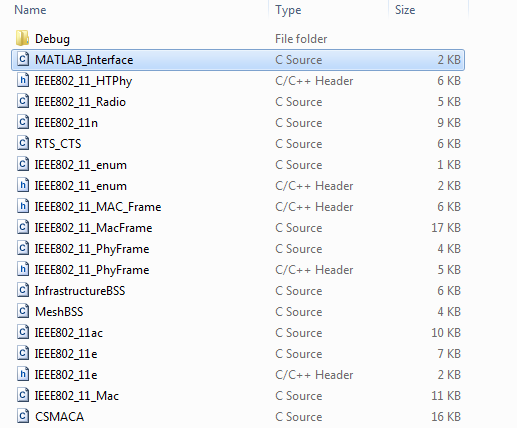 Name Type Size
Debug File folder
MATLAB_Interface C Source 2 KB
IEEE802_11_HTPhy C/C++ Header 6 KB
IEEE802_11_Radio C Source 5 KB
IEEE802_11n C Source 9 KB
RTS_CTS C Source 6 KB
IEEE802_11_enum C Source 1 KB
IEEE802_11_enum C/C++ Header 2 KB
IEEE802_11_MAC_Frame C/C++ Header 6 KB
IEEE802_11_MacFrame C Source 17 KB
IEEE802_11_PhyFrame C Source 4 KB
IEEE802_11_PhyFrame C/C++ Header 5 KB
InfrastructureBSS C Source 6 KB
MeshBSS C Source 4 KB
IEEE802_11ac C Source 10 KB
IEEE802_11e C Source 7 KB
IEEE802_11e C/C++ Header 2 KB
IEEE802_11_Mac C Source 11 KB
CSMACA C Source 16 KB